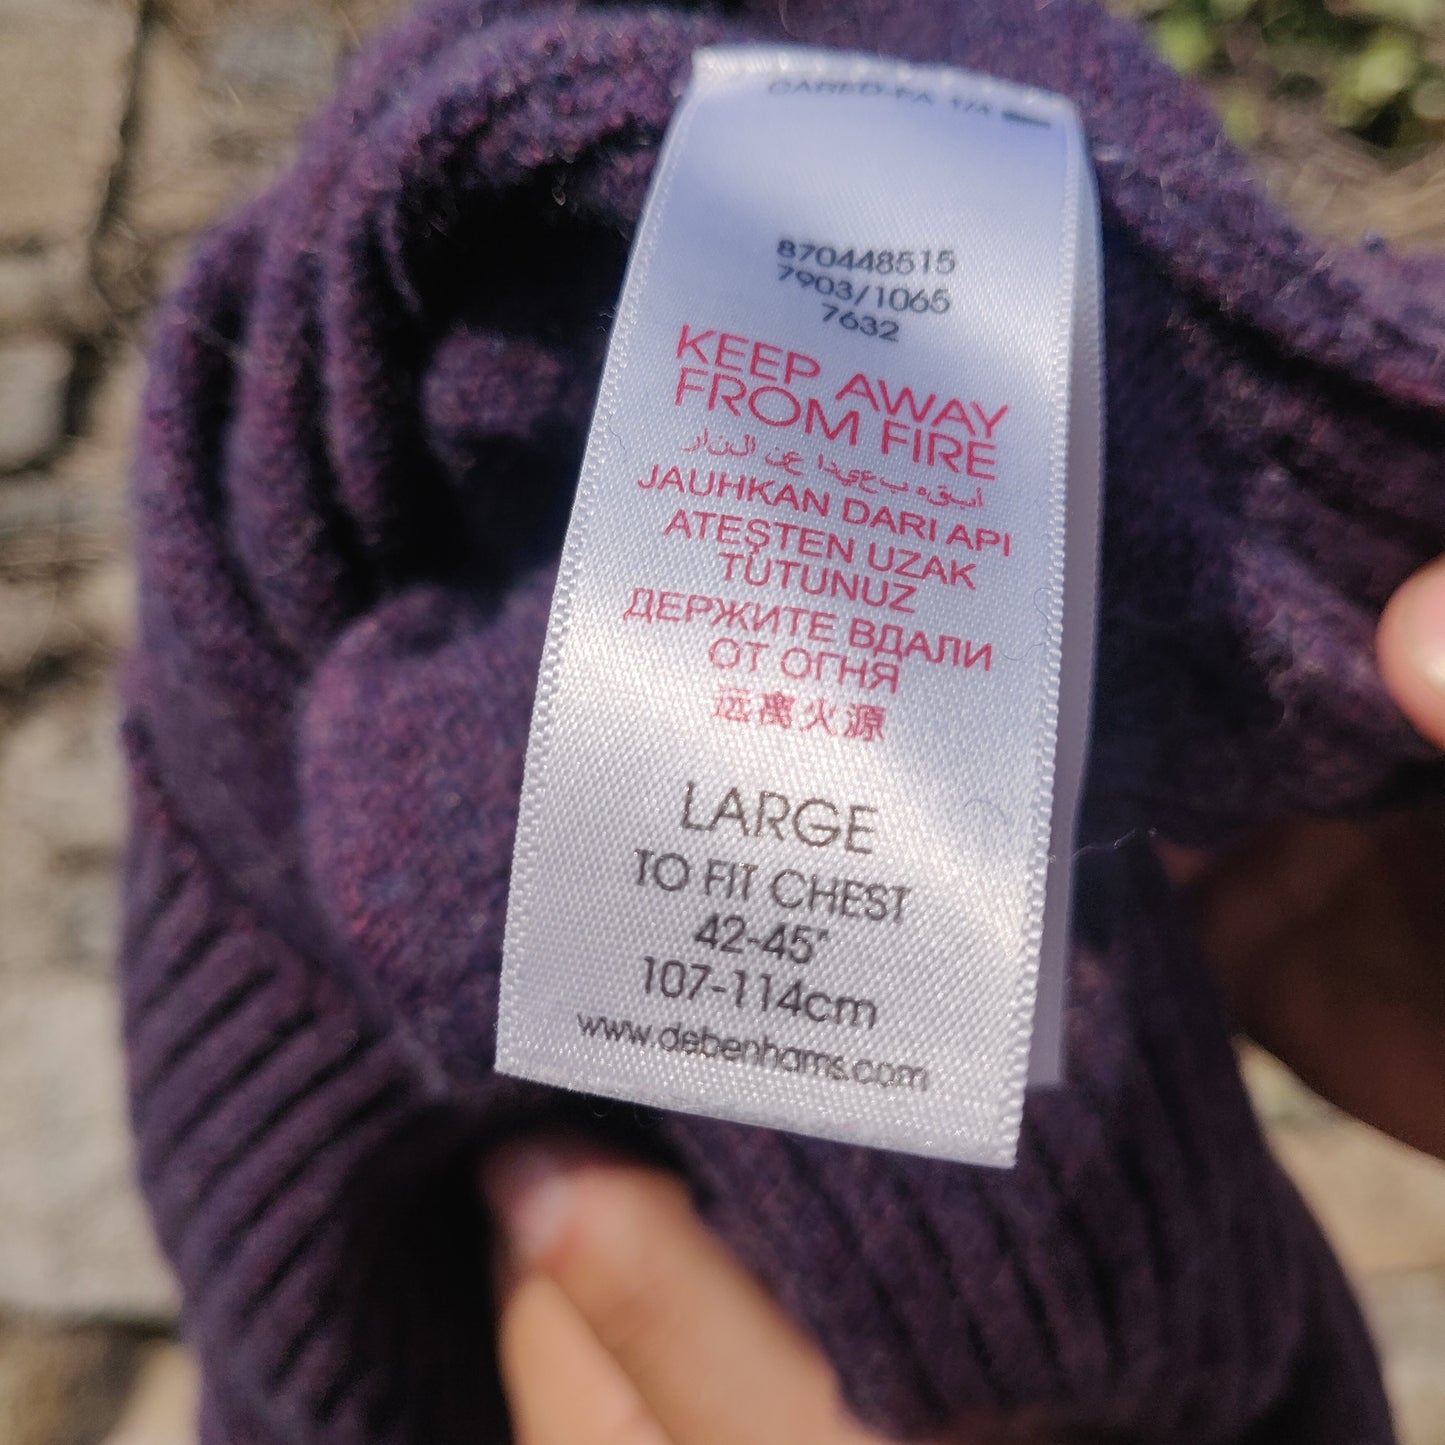 870448515
7903/1065
7632
KEEP AWAY
FROM FIRE
ابقه بعيدا عن النار
JAUHKAN DARI API
ATEŞTEN UZAK
TUTUNUZ
ДЕРЖИТЕ ВДАЛИ
ОТ ОГНЯ
远离火源
LARGE
TO FIT CHEST
42-45"
107-114cm
www.debenhams.com